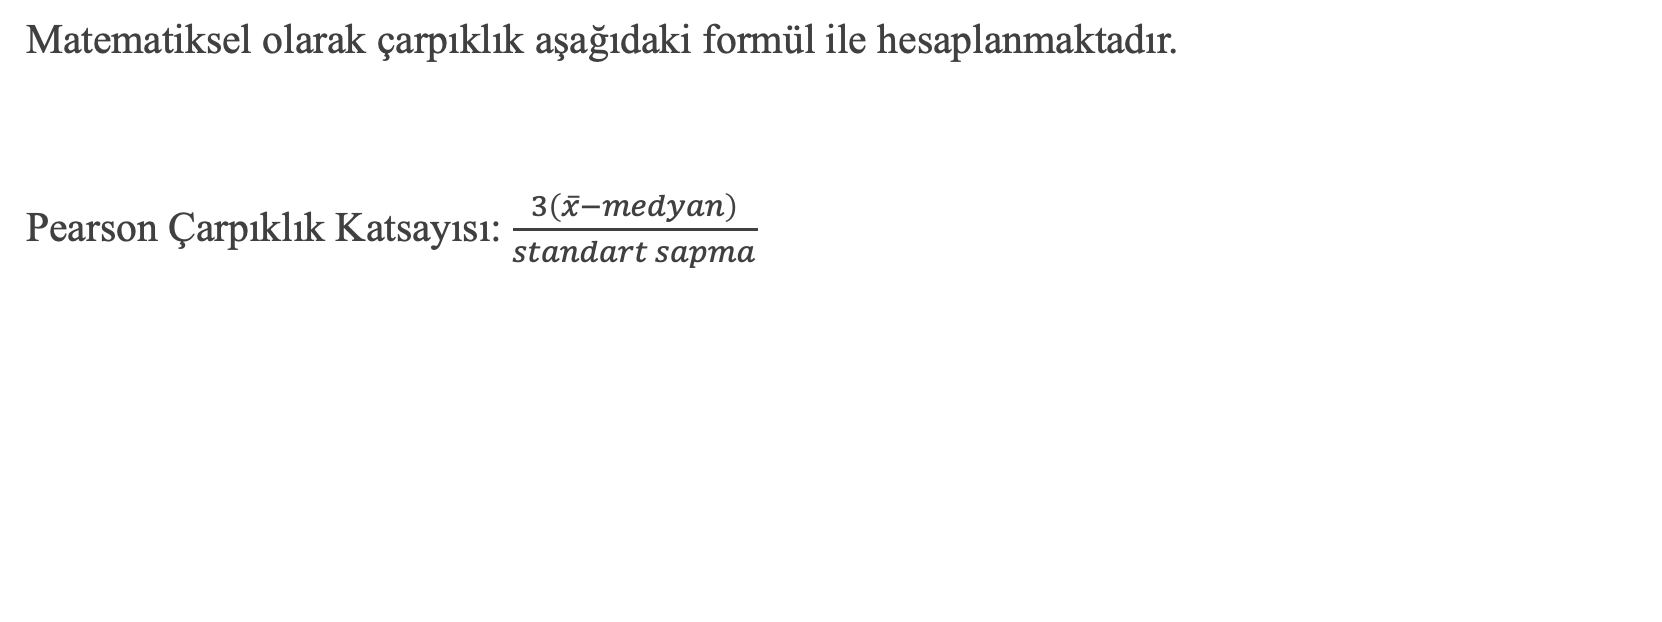 Matematiksel olarak çarpıklık aşağıdaki formül ile hesaplanmaktadır.
Pearson Çarpıklık Katsayısı: 3(x̄−medyan)
standart sapma